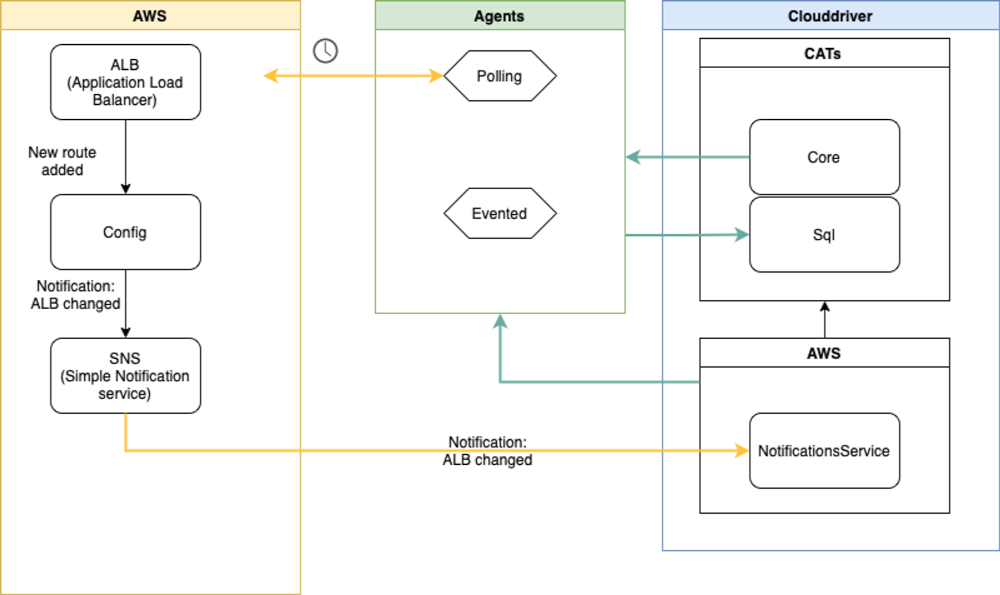 AWS
ALB
(Application Load
Balancer)
New route
added
Config
Notification:
ALB changed
SNS
(Simple Notification
service)
Notification:
ALB changed
Agents
Polling
Evented
Clouddriver
CATs
Core
Sql
AWS
NotificationsService